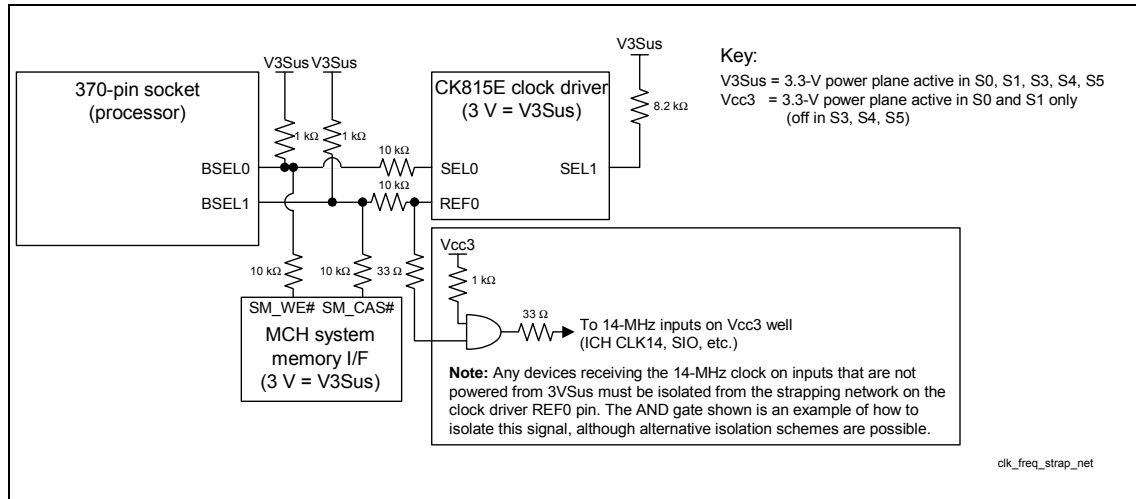 370-pin socket
(processor)
BSEL0
BSEL1
V3Sus V3Sus
1 kΩ
1 kΩ
10 kΩ
10 kΩ
CK815E clock driver
(3 V = V3Sus)
SEL0
SEL1
REF0
V3Sus
8.2 kΩ
Key:
V3Sus = 3.3-V power plane active in S0, S1, S3, S4, S5
Vcc3 = 3.3-V power plane active in S0 and S1 only
(off in S3, S4, S5)
10 kΩ
10 kΩ
33 Ω
SM_WE# SM_CAS#
MCH system
memory I/F
(3 V = V3Sus)
Vcc3
1 kΩ
33 Ω
To 14-MHz inputs on Vcc3 well
(ICH CLK14, SIO, etc.)
Note: Any devices receiving the 14-MHz clock on inputs that are not
powered from 3VSus must be isolated from the strapping network on the
clock driver REF0 pin. The AND gate shown is an example of how to
isolate this signal, although alternative isolation schemes are possible.
clk_freq_strap_net